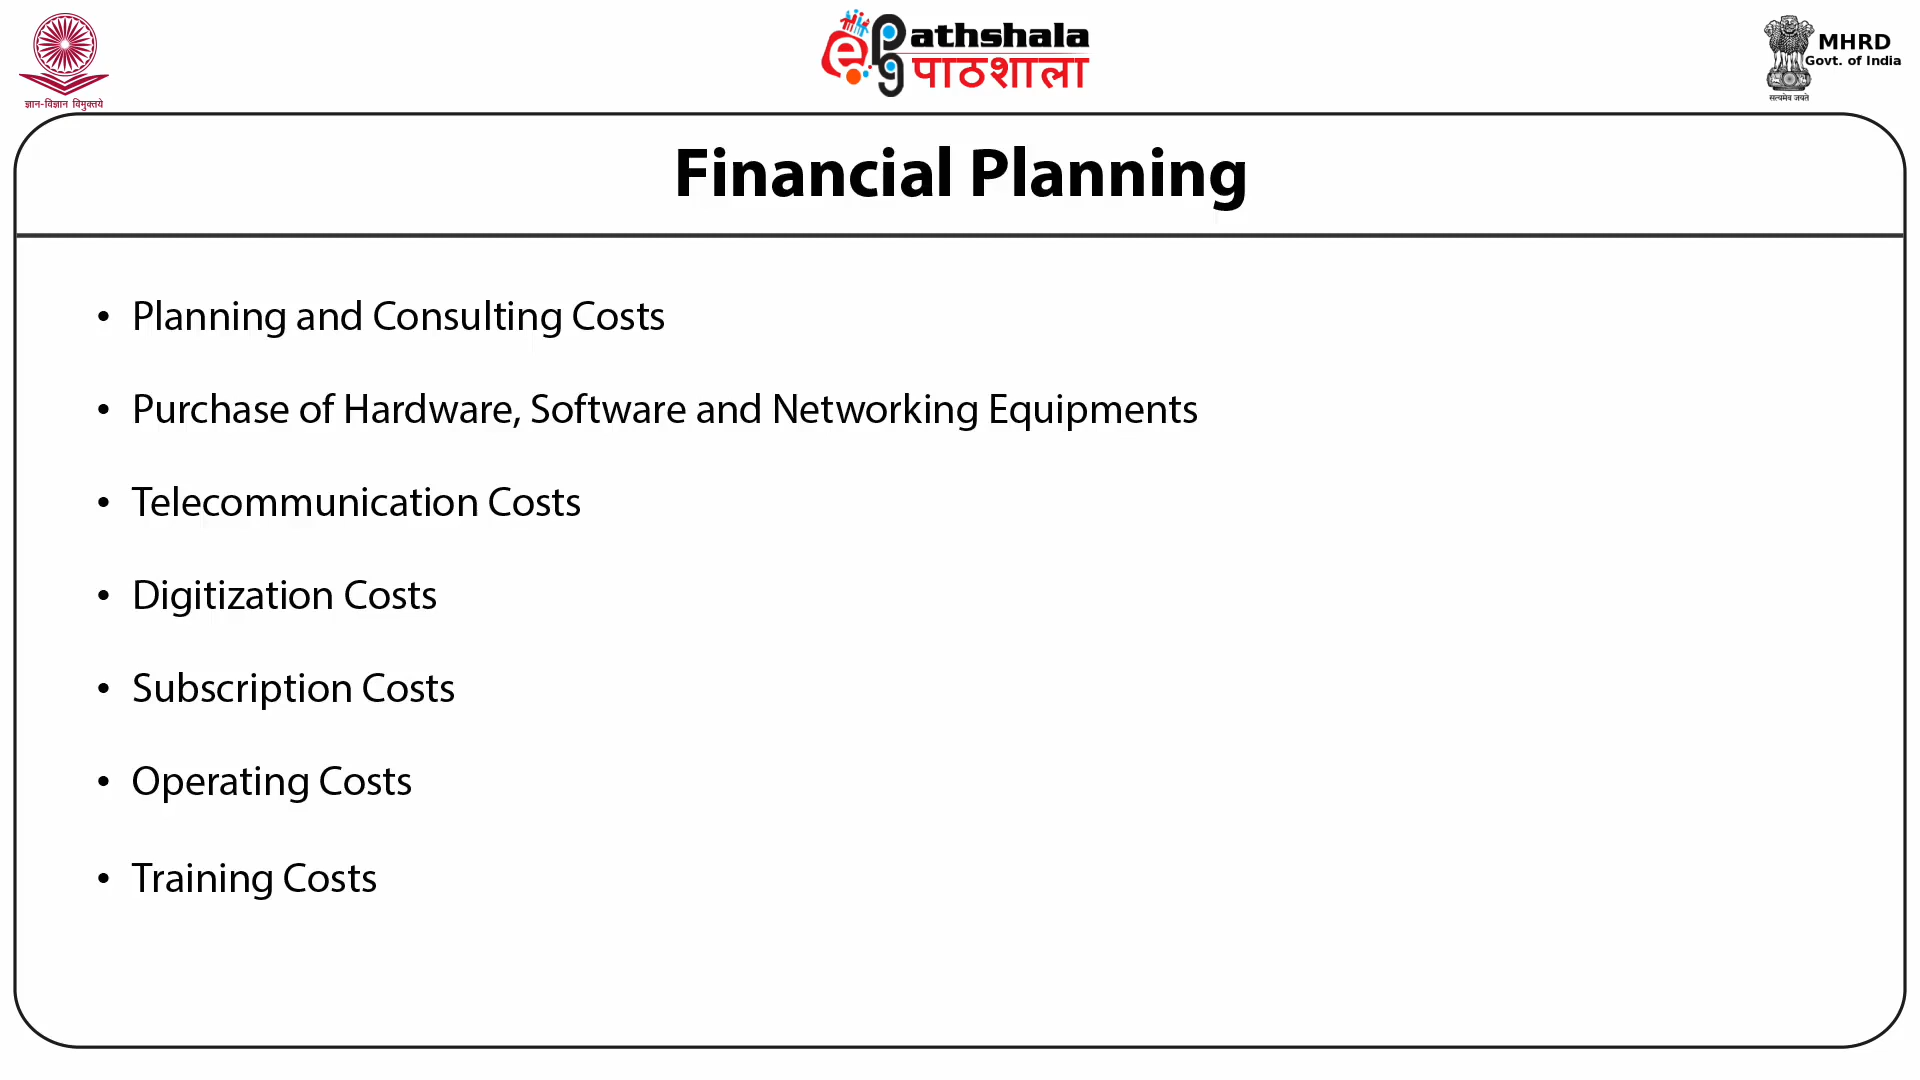 ज्ञान-विज्ञान विमुक्तये
ePathshala
पाठशाला
MHRD
Govt. of India
सत्यमेव जयते
Financial Planning
• Planning and Consulting Costs
• Purchase of Hardware, Software and Networking Equipments
• Telecommunication Costs
• Digitization Costs
• Subscription Costs
• Operating Costs
• Training Costs